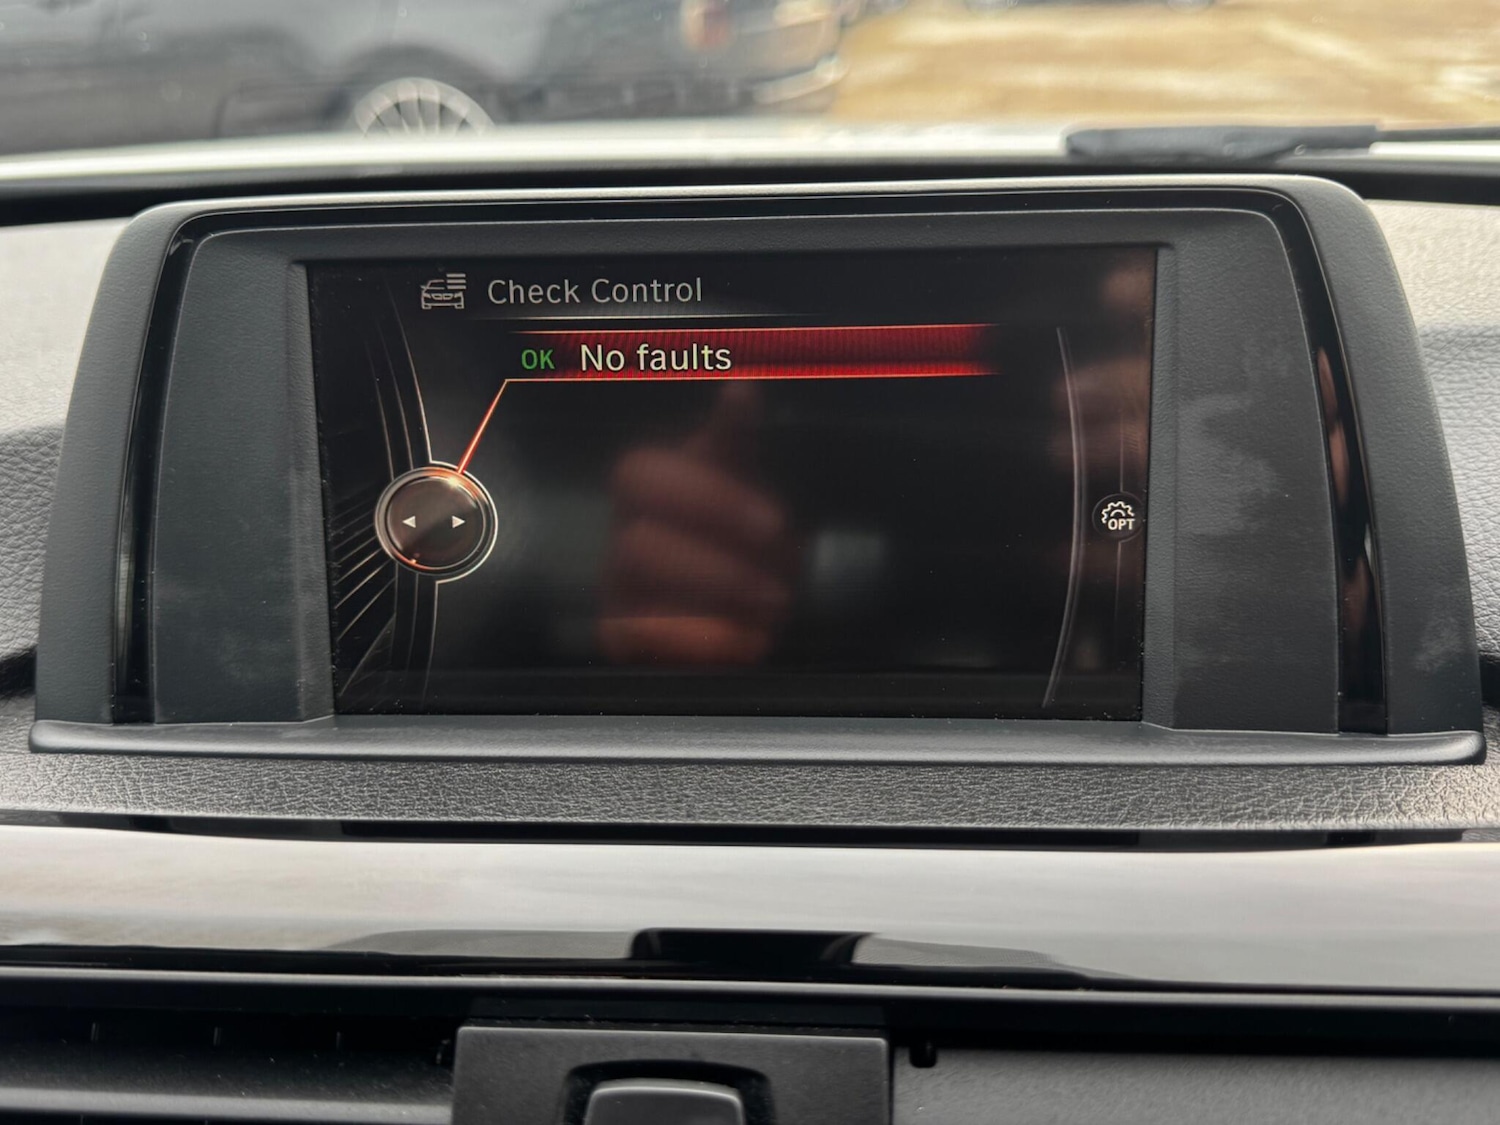 Check Control
OK No faults
OPT